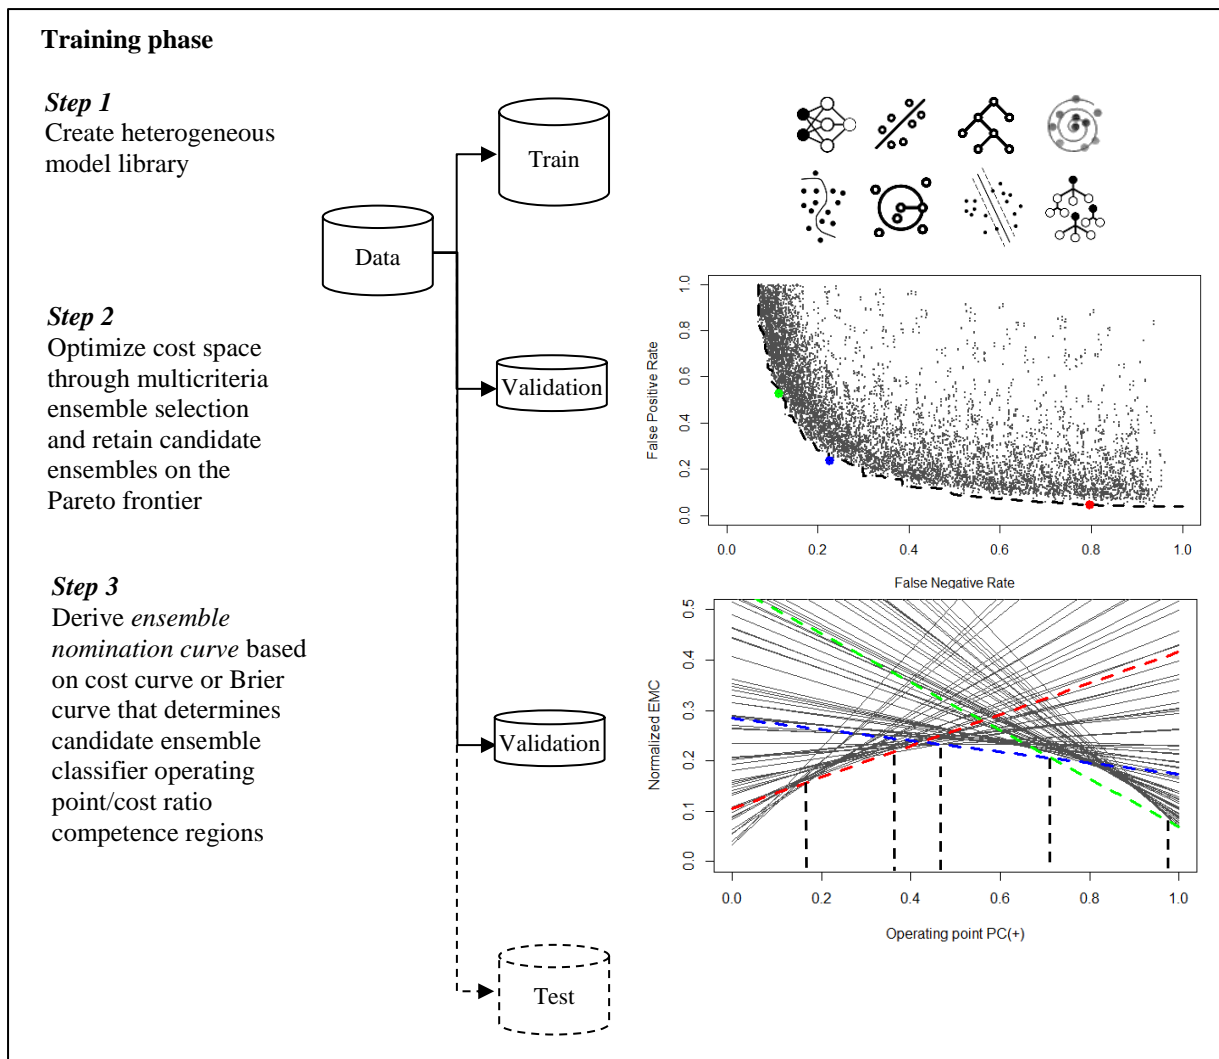 Training phase
Step 1
Create heterogeneous
model library
Train
Data
Step 2
Optimize cost space
through multicriteria
ensemble selection
and retain candidate
ensembles on the
Pareto frontier
Validation
False Positive Rate
1.0
0.8
0.6
0.4
0.2
0.0
0.0 0.2 0.4 0.6 0.8 1.0
False Negative Rate
Step 3
Derive ensemble
nomination curve based
on cost curve or Brier
curve that determines
candidate ensemble
classifier operating
point/cost ratio
competence regions
Validation
Normalized EMC
0.5
0.4
0.3
0.2
0.1
0.0
0.0 0.2 0.4 0.6 0.8 1.0
Operating point PC(+)
Test